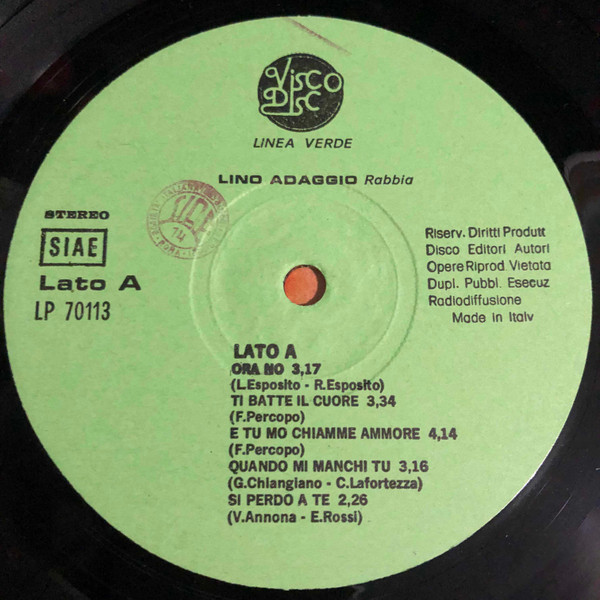 Visco
Disc
LINEA VERDE
LINO ADAGGIO Rabbia
STEREO
SIAE
Lato A
LP 70113
Riserv. Diritti Produtt
Disco Editori Autori
Opere Riprod. Vietata
Dupl. Pubbl. Esecuz
Radiodiffusione
Made in Italy
LATO A
ORA NO 3,17
(L.Esposito - R.Esposito)
TI BATTE IL CUORE 3,34
(F.Percopo)
E TU MO CHIAMME AMMORE 4,14
(F.Percopo)
QUANDO MI MANCHI TU 3,16
(G.Chiangiano - C.Lafortezza)
SI PERDO A TE 2,26
(V.Annona - E.Rossi)